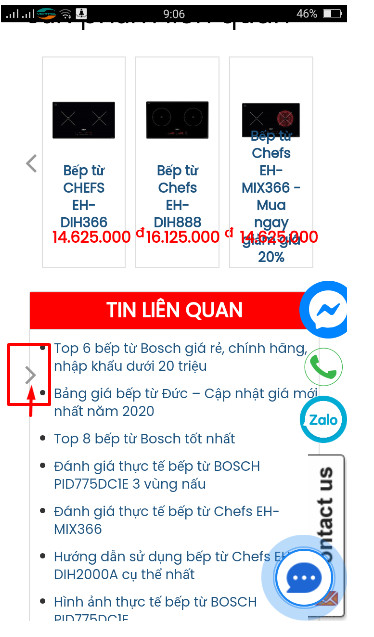 9:06
46%
sản phẩm liên quan
Bếp từ
CHEFS
EH-
DIH366
14.625.000 đ
Bếp từ
Chefs
EH-
DIH888
16.125.000 đ
Bếp từ
Chefs
EH-
MIX366 -
Mua
ngay
giảm giá
20%
14.625.000
TIN LIÊN QUAN
Top 6 bếp từ Bosch giá rẻ, chính hãng,
nhập khẩu dưới 20 triệu
Bảng giá bếp từ Đức – Cập nhật giá mới
nhất năm 2020
Top 8 bếp từ Bosch tốt nhất
Đánh giá thực tế bếp từ BOSCH
PID775DC1E 3 vùng nấu
Đánh giá thực tế bếp từ Chefs EH-
MIX366
Hướng dẫn sử dụng bếp từ Chefs EH-
DIH2000A cụ thể nhất
Hình ảnh thực tế bếp từ BOSCH
PID775DC1E
Zalo
ontact us